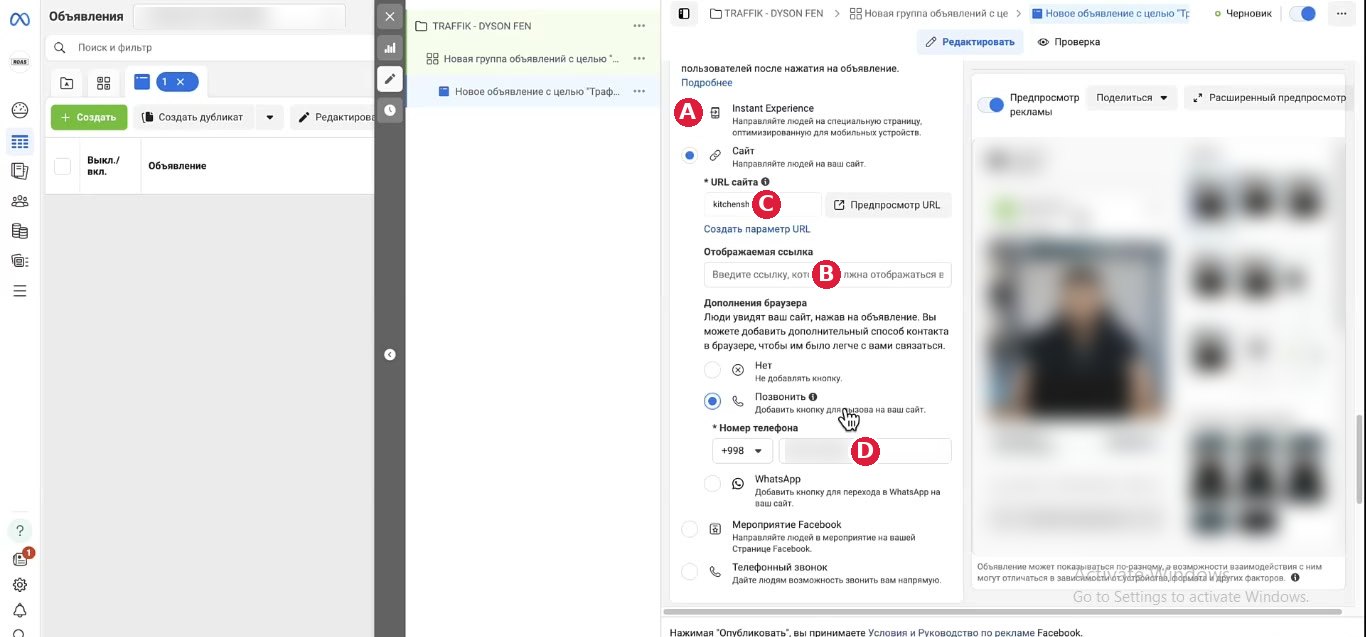 Объявления
Поиск и фильтр
1 ×
+ Создать
Создать дубликат
Редактирова
Выкл./
вкл.
Объявление
?
1
TRAFFIK - DYSON FEN
Новая группа объявлений с целью "...
Новое объявление с целью "Траф...
TRAFFIK - DYSON FEN > Новая группа объявлений с це > Новое объявление с целью "Тр
Черновик
Редактировать
Проверка
пользователей после нажатия на объявление.
Подробнее
A
Instant Experience
Направляйте людей на специальную страницу,
оптимизированную для мобильных устройств.
Сайт
Направляйте людей на ваш сайт.
* URL сайта
kitchensh
C
Предпросмотр URL
Создать параметр URL
Отображаемая ссылка
Введите ссылку, кото B лжна отображаться в
Дополнения браузера
Люди увидят ваш сайт, нажав на объявление. Вы
можете добавить дополнительный способ контакта
в браузере, чтобы им было легче с вами связаться.
Нет
Не добавлять кнопку.
Позвонить
Добавить кнопку для вызова на ваш сайт.
* Номер телефона
+998
D
WhatsApp
Добавить кнопку для перехода в WhatsApp на
ваш сайт.
Мероприятие Facebook
Направляйте людей в мероприятие на вашей
Странице Facebook.
Телефонный звонок
Дайте людям возможность звонить вам напрямую.
Нажимая "Опубликовать", вы принимаете Условия и Руководство по рекламе Facebook.
Предпросмотр
рекламы
Поделиться
Расширенный предпросмотр
Объявление может показываться по-разному, а возможности взаимодействия с ним
могут отличаться в зависимости от устройства, формата и других факторов.
Activate Windows
Go to Settings to activate Windows.